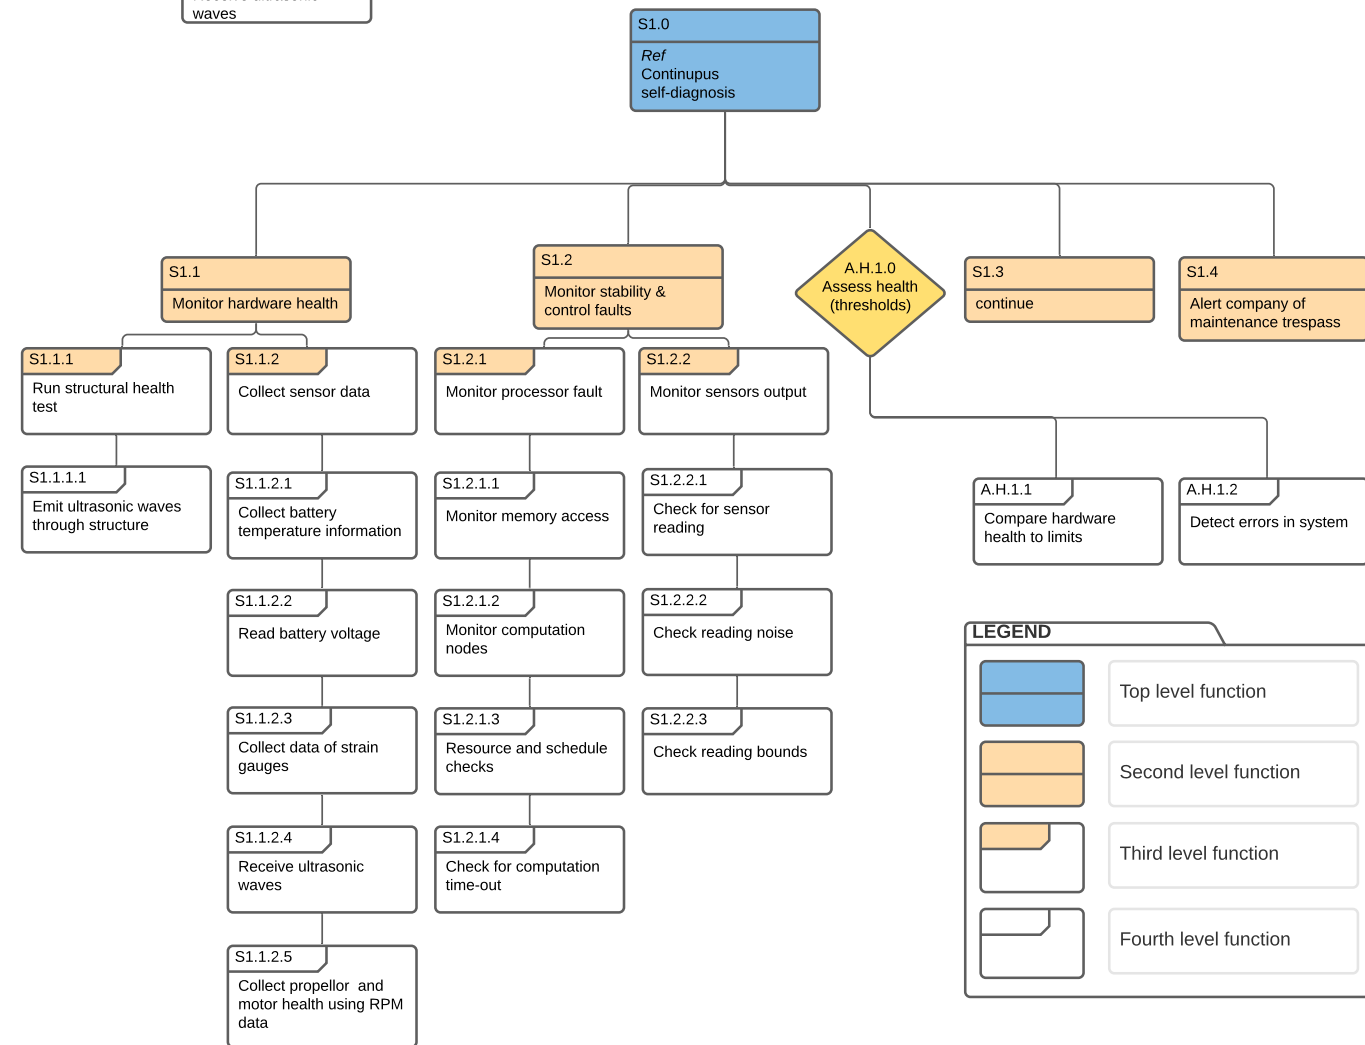 waves
S1.0
Ref
Continupus
self-diagnosis
S1.1
Monitor hardware health
S1.2
Monitor stability &
control faults
A.H.1.0
Assess health
(thresholds)
S1.3
continue
S1.4
Alert company of
maintenance trespass
S1.1.1
Run structural health
test
S1.1.2
Collect sensor data
S1.2.1
Monitor processor fault
S1.2.2
Monitor sensors output
S1.1.1.1
Emit ultrasonic waves
through structure
S1.1.2.1
Collect battery
temperature information
S1.2.1.1
Monitor memory access
S1.2.2.1
Check for sensor
reading
A.H.1.1
Compare hardware
health to limits
A.H.1.2
Detect errors in system
S1.1.2.2
Read battery voltage
S1.2.1.2
Monitor computation
nodes
S1.2.2.2
Check reading noise
S1.1.2.3
Collect data of strain
gauges
S1.2.1.3
Resource and schedule
checks
S1.2.2.3
Check reading bounds
S1.1.2.4
Receive ultrasonic
waves
S1.2.1.4
Check for computation
time-out
S1.1.2.5
Collect propellor  and
motor health using RPM
data
LEGEND
Top level function
Second level function
Third level function
Fourth level function